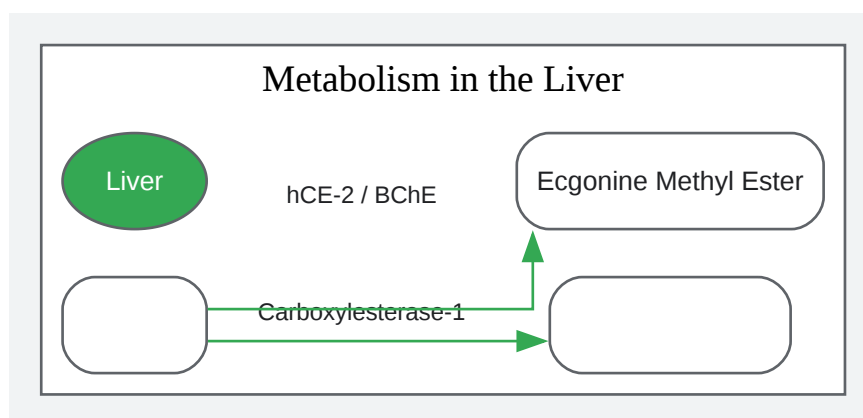 Metabolism in the Liver
Liver
hCE-2 / BChE
Ecgonine Methyl Ester
Carboxylesterase-1